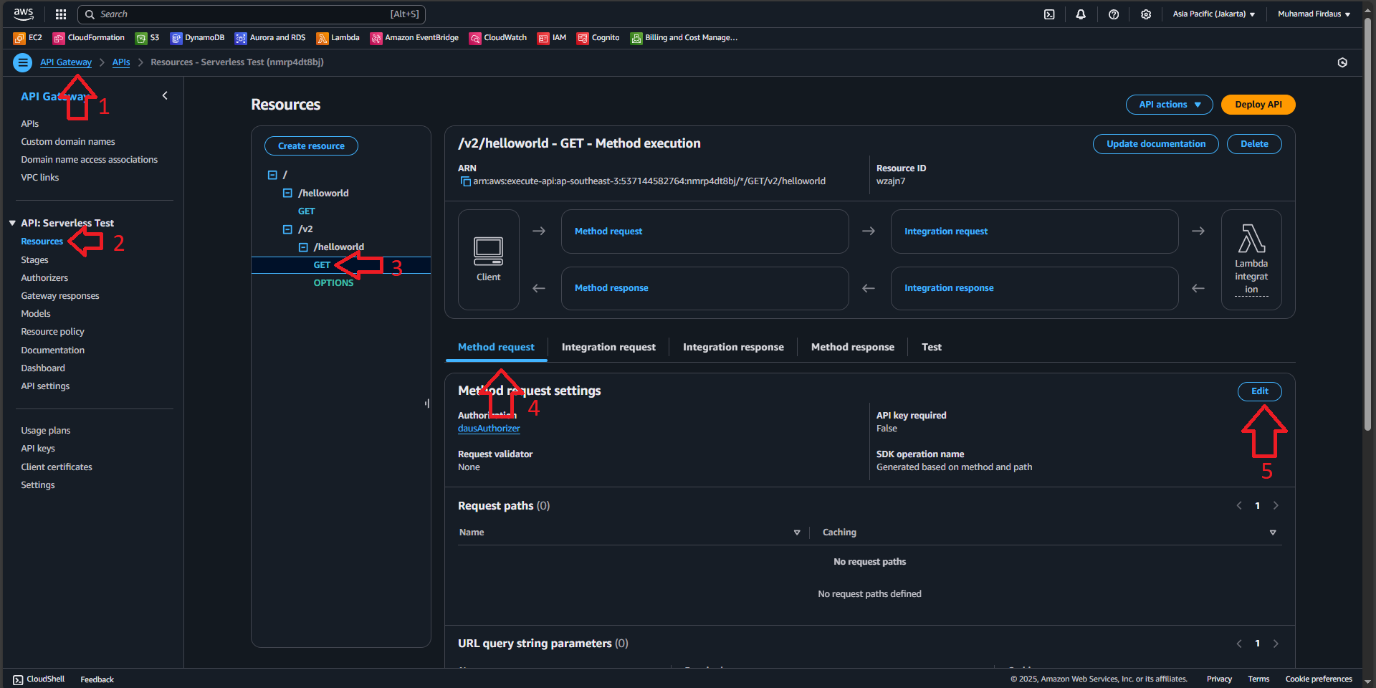 aws
Search [Alt+S]
Asia Pacific (Jakarta) ▼
Muhamad Firdaus ▼
EC2 CloudFormation S3 DynamoDB Aurora and RDS Lambda Amazon EventBridge CloudWatch IAM Cognito Billing and Cost Manage...
API Gateway > APIs > Resources - Serverless Test (nmrp4dt8bj)
API Gateway
1
APIs
Custom domain names
Domain name access associations
VPC links
API: Serverless Test
Resources
2
Stages
Authorizers
Gateway responses
Models
Resource policy
Documentation
Dashboard
API settings
Usage plans
API keys
Client certificates
Settings
Resources
API actions ▼
Deploy API
Create resource
/
/helloworld
GET
/v2
/helloworld
GET
3
OPTIONS
/v2/helloworld - GET - Method execution
Update documentation
Delete
ARN
arn:aws:execute-api:ap-southeast-3:537144582764:nmrp4dt8bj/*/GET/v2/helloworld
Resource ID
wzajn7
Client
Method request
Integration request
Method response
Integration response
Lambda
integrat
ion
Method request
Integration request
Integration response
Method response
Test
Method request settings
Edit
4
5
Authorization
dausAuthorizer
API key required
False
Request validator
None
SDK operation name
Generated based on method and path
Request paths (0)
1
Name
Caching
No request paths
No request paths defined
URL query string parameters (0)
1
CloudShell
Feedback
© 2025, Amazon Web Services, Inc. or its affiliates.
Privacy
Terms
Cookie preferences